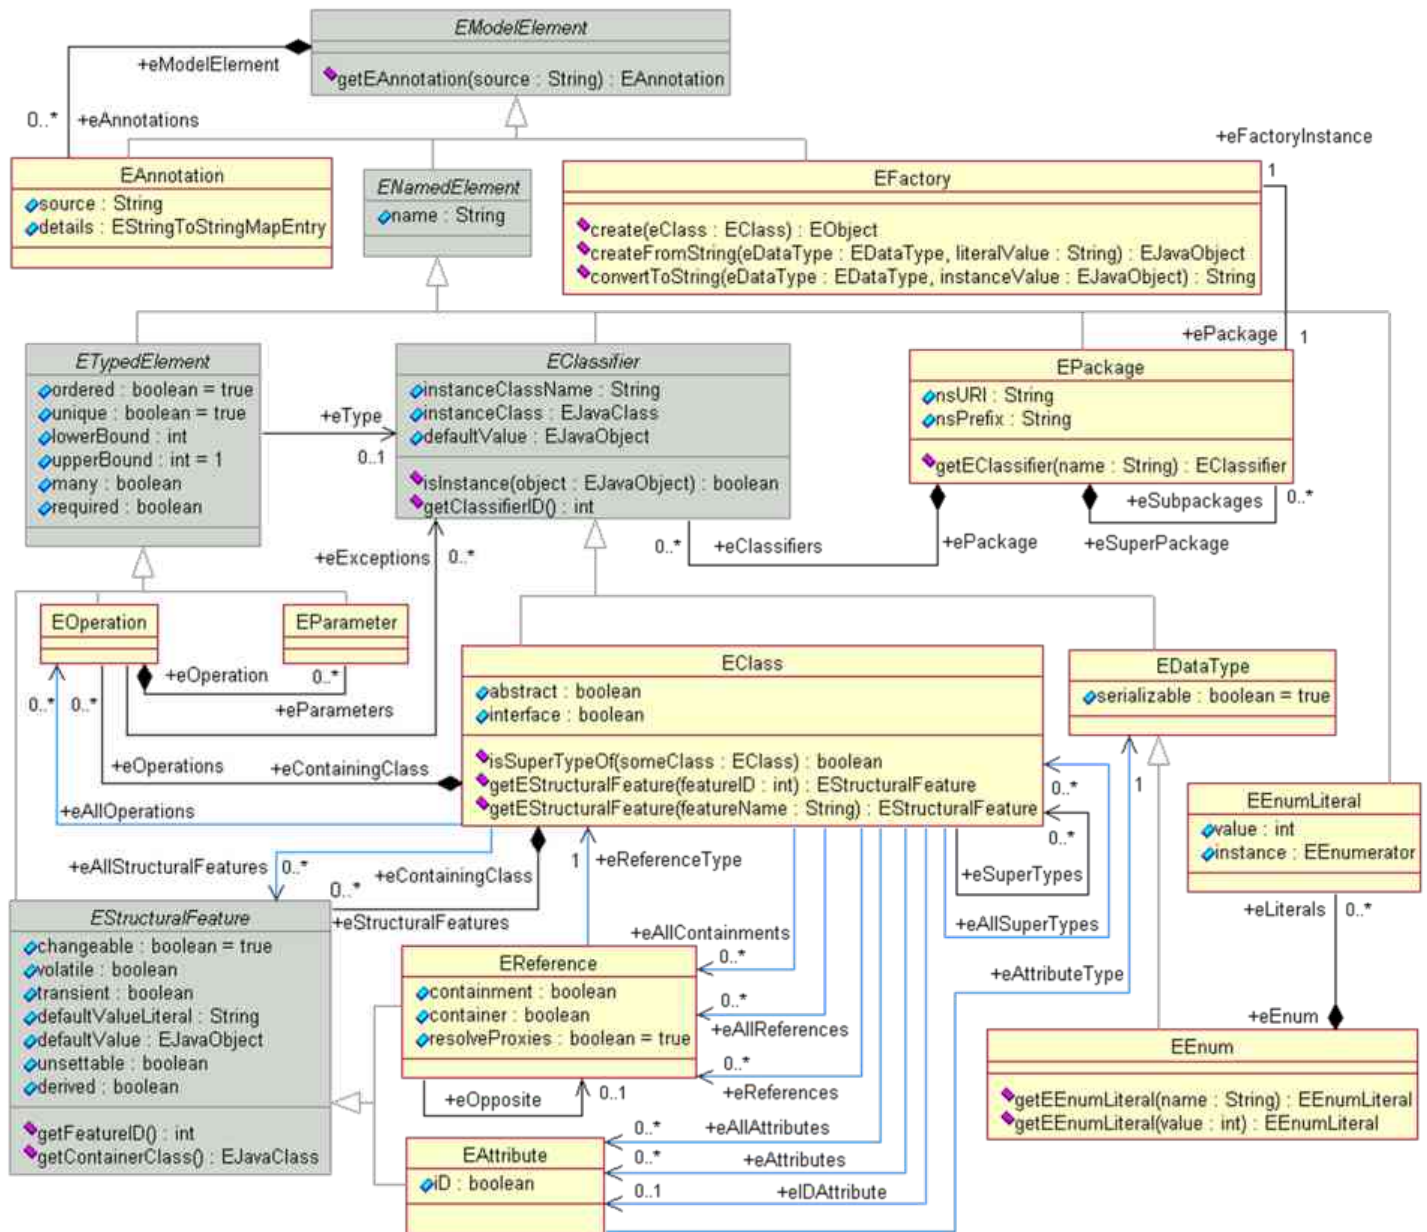 EModelElement
getEAnnotation(source : String) : EAnnotation
+eModelElement
0..* +eAnnotations
+eFactoryInstance
1
EAnnotation
source : String
details : EStringToStringMapEntry
ENamedElement
name : String
EFactory
create(eClass : EClass) : EObject
createFromString(eDataType : EDataType, literalValue : String) : EJavaObject
convertToString(eDataType : EDataType, instanceValue : EJavaObject) : String
+ePackage 1
ETypedElement
ordered : boolean = true
unique : boolean = true
lowerBound : int
upperBound : int = 1
many : boolean
required : boolean
+eType
0..1
EClassifier
instanceClassName : String
instanceClass : EJavaClass
defaultValue : EJavaObject
isInstance(object : EJavaObject) : boolean
getClassifierID() : int
EPackage
nsURI : String
nsPrefix : String
getEClassifier(name : String) : EClassifier
+eSubpackages 0..*
+eSuperPackage
0..* +eClassifiers
+ePackage
+eExceptions 0..*
EOperation
EParameter
+eOperation 0..*
+eParameters
0..* 0..*
+eOperations
+eContainingClass
+eAllOperations
EClass
abstract : boolean
interface : boolean
isSuperTypeOf(someClass : EClass) : boolean
getEStructuralFeature(featureID : int) : EStructuralFeature
getEStructuralFeature(featureName : String) : EStructuralFeature
0..*
0..*
+eSuperTypes
+eAllSuperTypes
EDataType
serializable : boolean = true
1
EEnumLiteral
value : int
instance : EEnumerator
+eLiterals 0..*
+eAttributeType
+eEnum
+eAllStructuralFeatures 0..*
0..* +eContainingClass
+eStructuralFeatures
1 +eReferenceType
EStructuralFeature
changeable : boolean = true
volatile : boolean
transient : boolean
defaultValueLiteral : String
defaultValue : EJavaObject
unsettable : boolean
derived : boolean
getFeatureID() : int
getContainerClass() : EJavaClass
+eAllContainments
0..*
EReference
containment : boolean
container : boolean
resolveProxies : boolean = true
0..*
+eAllReferences
0..*
+eReferences
+eOpposite 0..1
EEnum
getEEnumLiteral(name : String) : EEnumLiteral
getEEnumLiteral(value : int) : EEnumLiteral
EAttribute
iD : boolean
0..* +eAllAttributes
0..* +eAttributes
0..1 +eIDAttribute